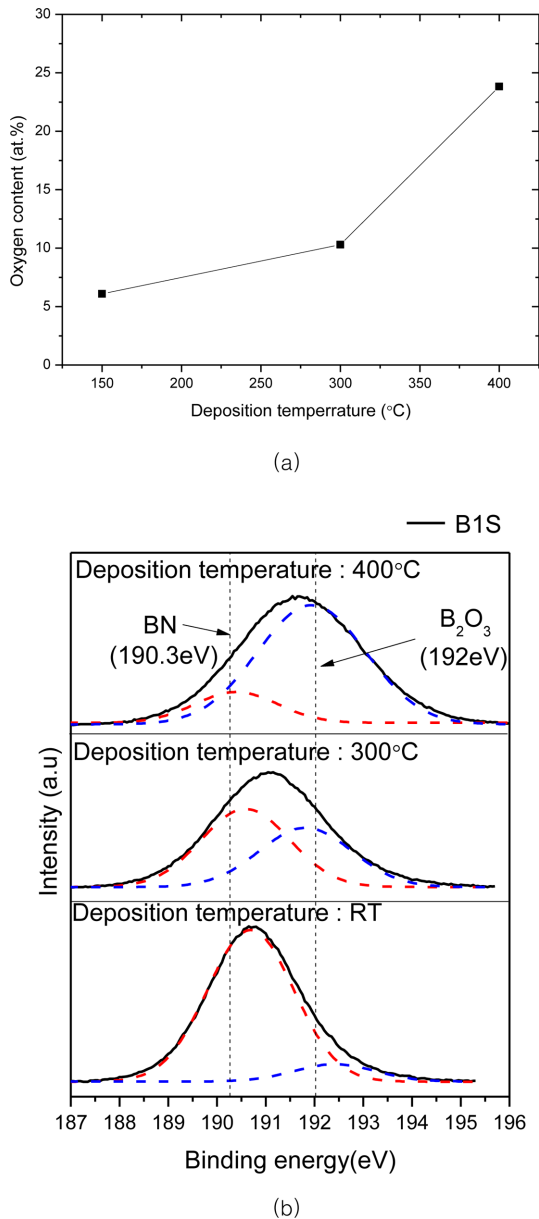 30
25
20
15
10
5
0
Oxygen content (at.%)
150 200 250 300 350 400
Deposition temperrature (°C)
(a)
B1S
Deposition temperature : 400°C
BN
(190.3eV)
B₂O₃
(192eV)
Deposition temperature : 300°C
Deposition temperature : RT
Intensity (a.u)
187 188 189 190 191 192 193 194 195 196
Binding energy(eV)
(b)